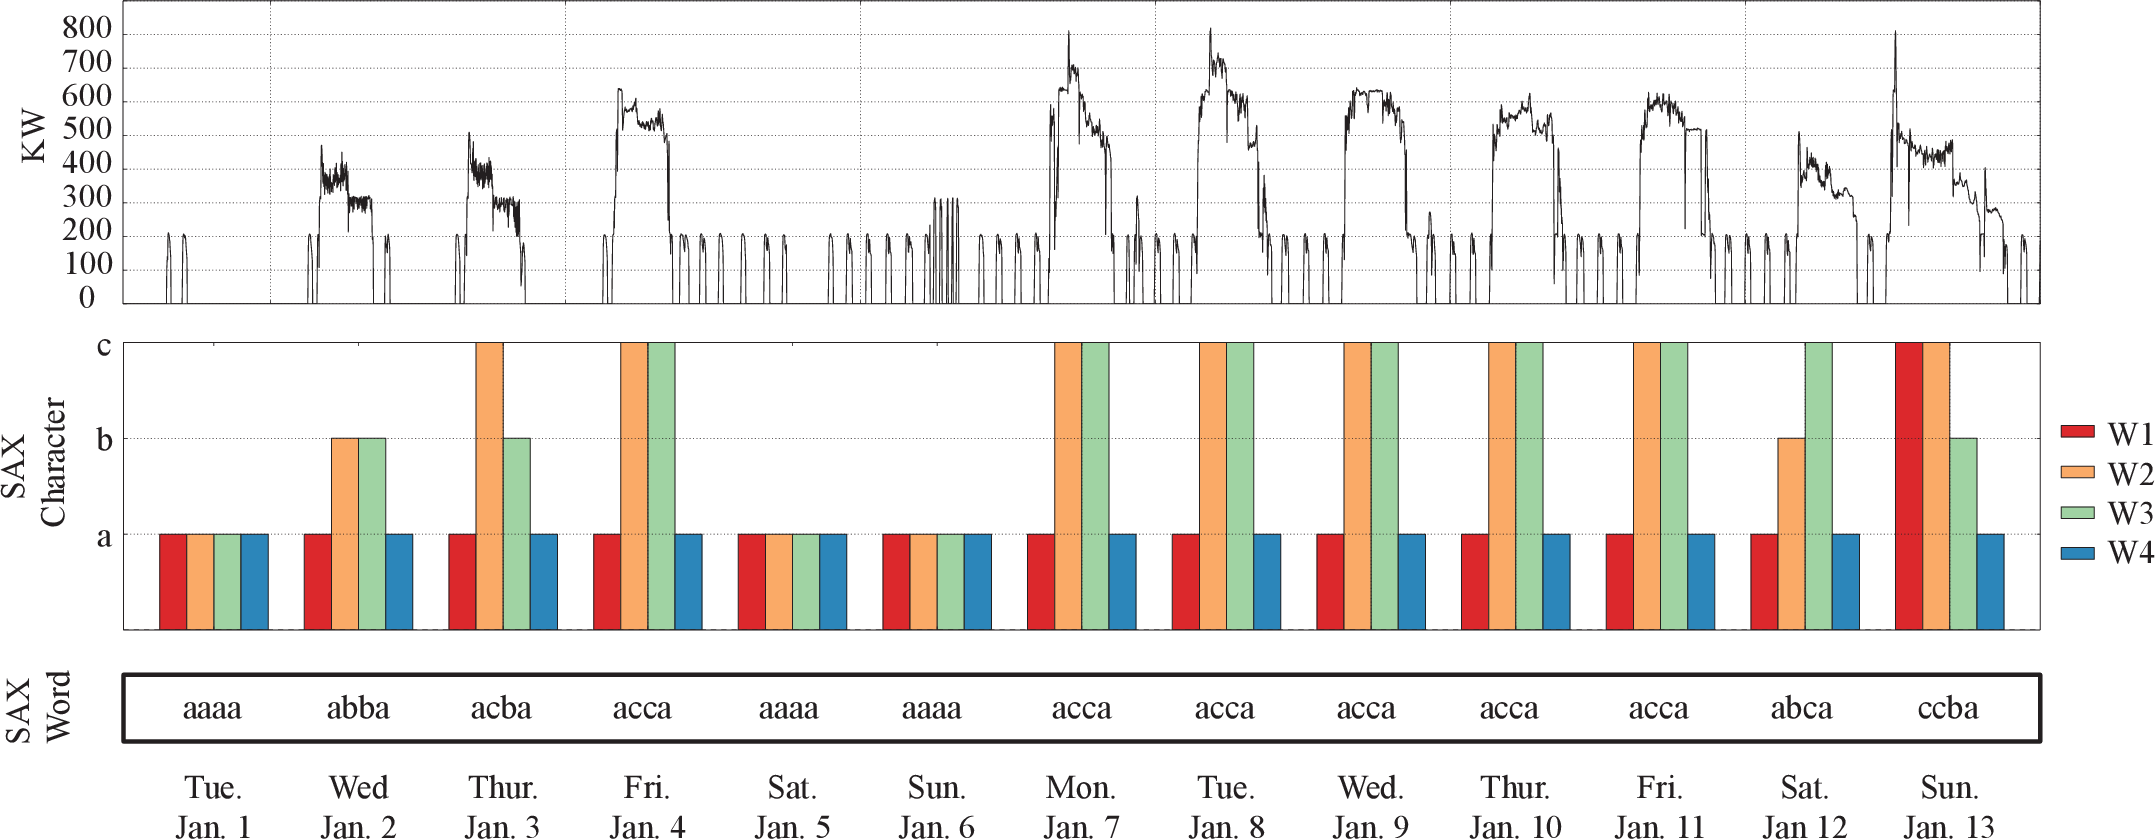 KW
800
700
600
500
400
300
200
100
0
SAX
Character
c
b
a
W1
W2
W3
W4
SAX
Word
aaaa abba acba acca aaaa aaaa acca acca acca acca acca abca ccba
Tue. Wed Thur. Fri. Sat. Sun. Mon. Tue. Wed. Thur. Fri. Sat. Sun.
Jan. 1 Jan. 2 Jan. 3 Jan. 4 Jan. 5 Jan. 6 Jan. 7 Jan. 8 Jan. 9 Jan. 10 Jan. 11 Jan 12 Jan. 13